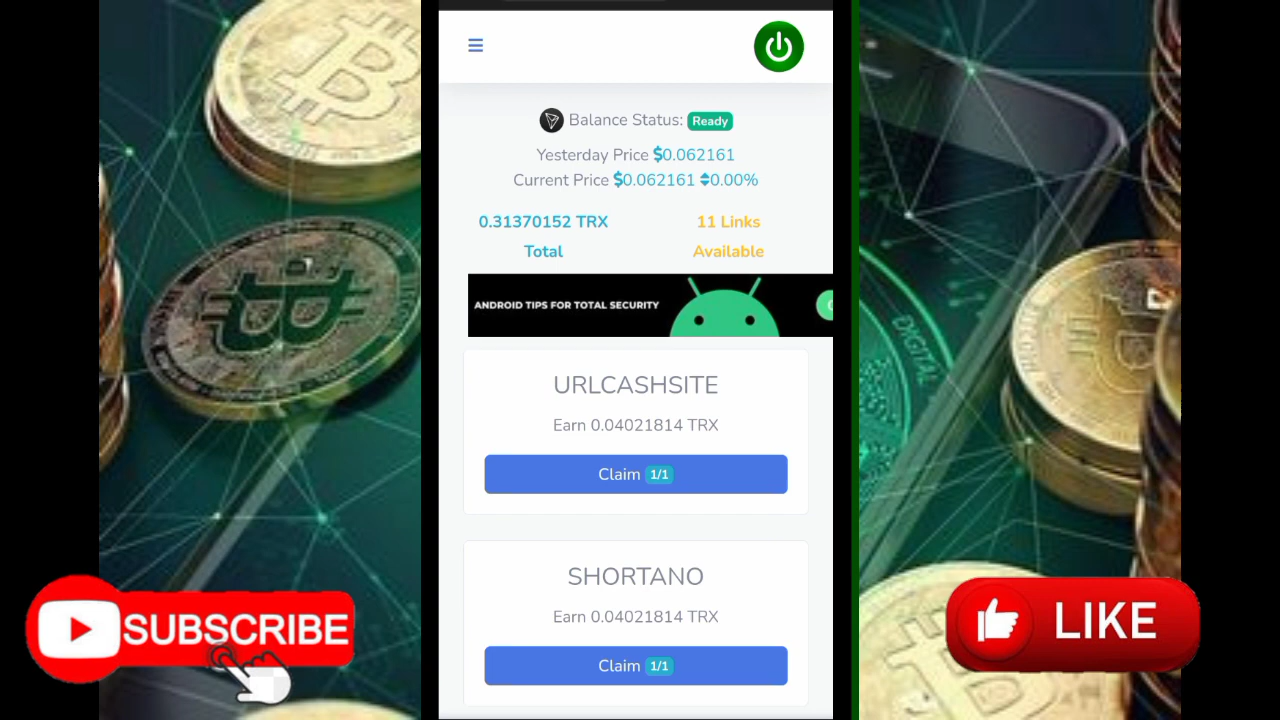 Balance Status: Ready
Yesterday Price $0.062161
Current Price $0.062161 0.00%
0.31370152 TRX
Total
11 Links
Available
ANDROID TIPS FOR TOTAL SECURITY
URLCASHSITE
Earn 0.04021814 TRX
Claim 1/1
SHORTANO
Earn 0.04021814 TRX
Claim 1/1
SUBSCRIBE
LIKE
DIGITAL